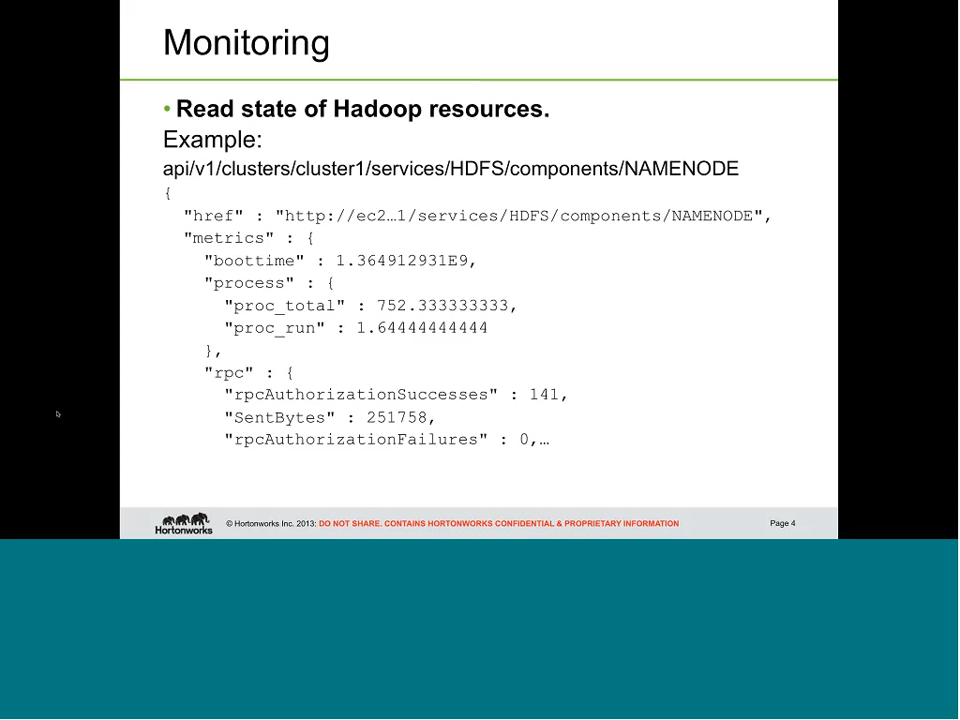 Monitoring
• Read state of Hadoop resources.
Example:
api/v1/clusters/cluster1/services/HDFS/components/NAMENODE
{
  "href" : "http://ec2…1/services/HDFS/components/NAMENODE",
  "metrics" : {
    "boottime" : 1.364912931E9,
    "process" : {
      "proc_total" : 752.333333333,
      "proc_run" : 1.64444444444
    },
    "rpc" : {
      "rpcAuthorizationSuccesses" : 141,
      "SentBytes" : 251758,
      "rpcAuthorizationFailures" : 0,…
Hortonworks
© Hortonworks Inc. 2013: DO NOT SHARE. CONTAINS HORTONWORKS CONFIDENTIAL & PROPRIETARY INFORMATION
Page 4